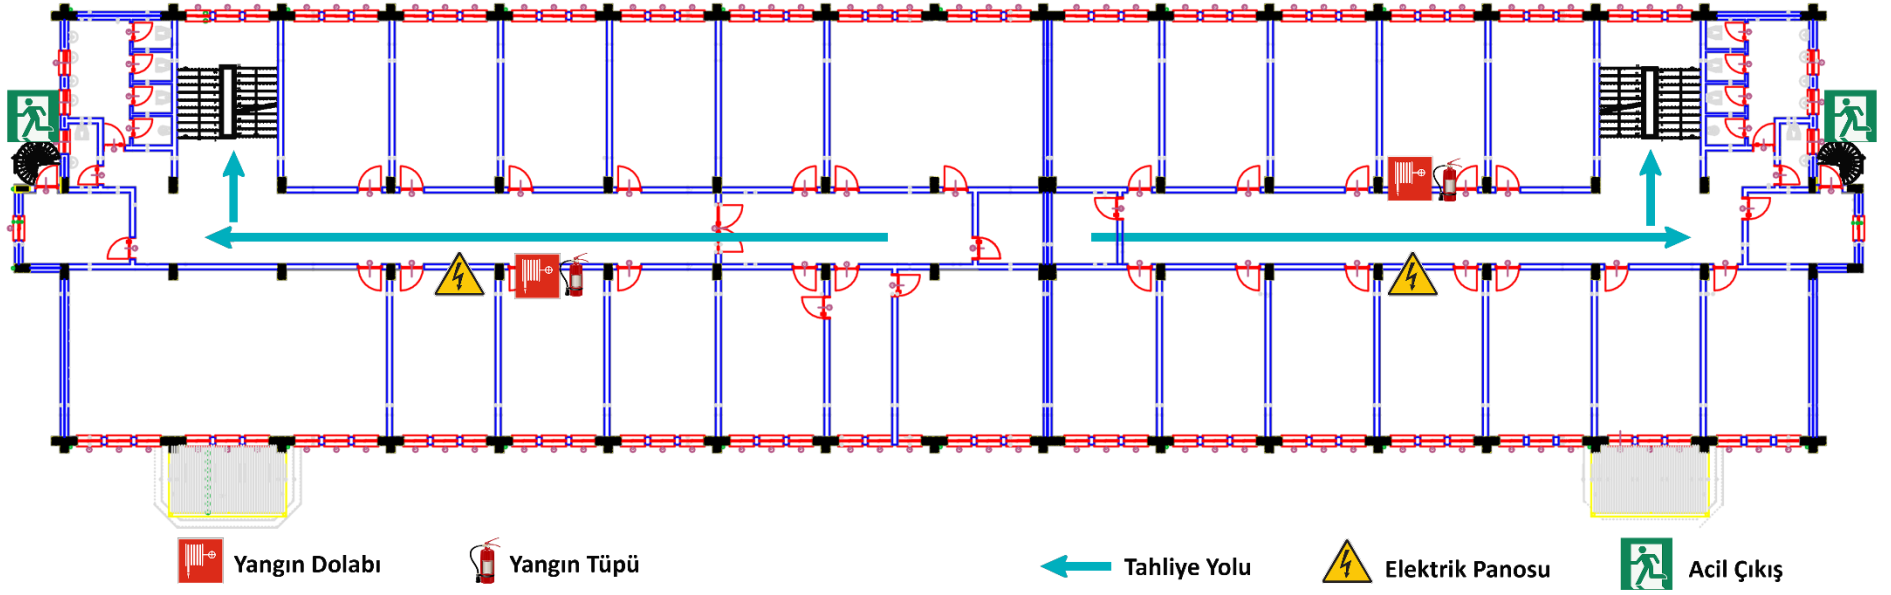 Yangın Dolabı
Yangın Tüpü
Tahliye Yolu
Elektrik Panosu
Acil Çıkış